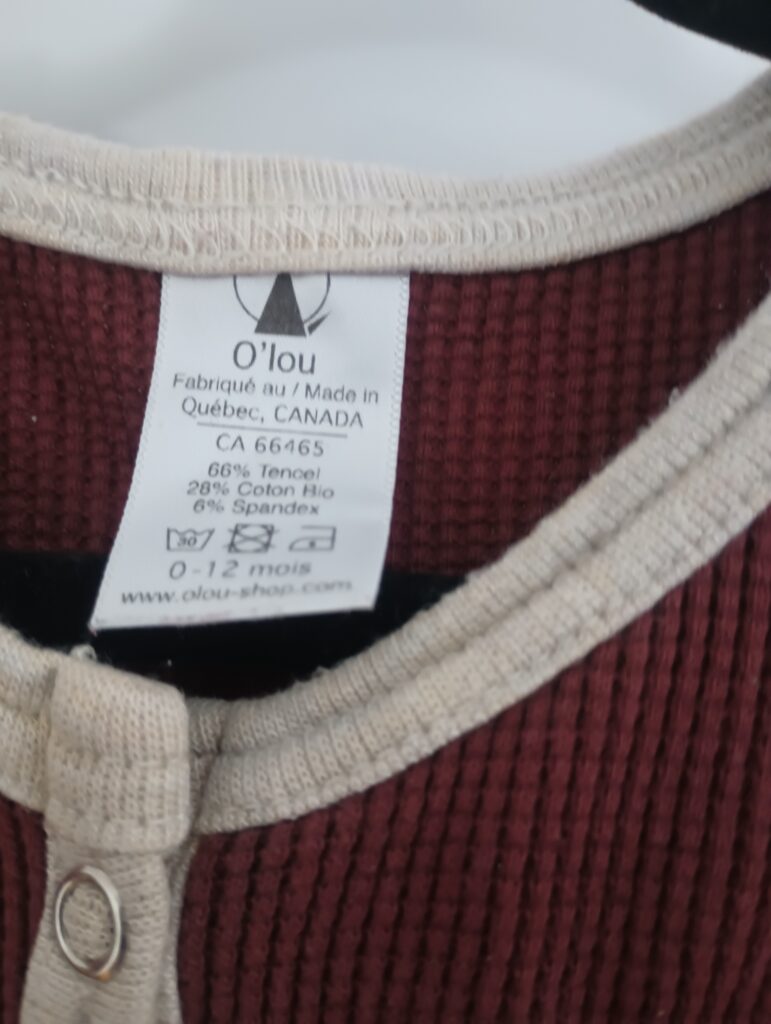 O'lou
Fabriqué au / Made in
Québec, CANADA
CA 66465
66% Tencel
28% Coton Bio
6% Spandex
30
0-12 mois
www.olou-shop.com